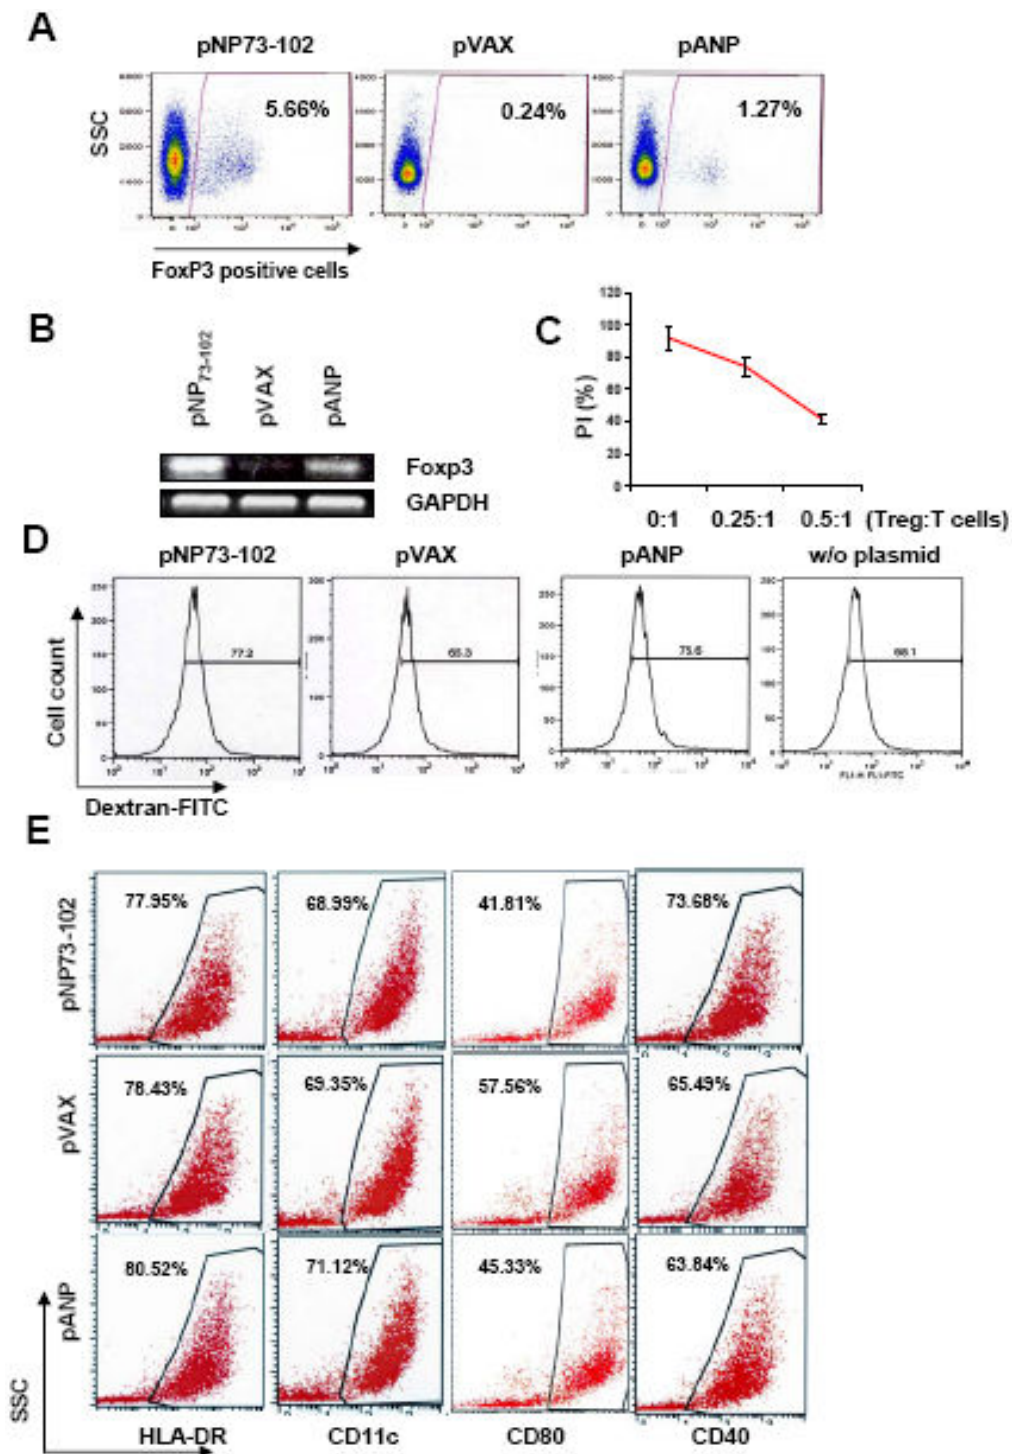 A
pNP73-102 pVAX pANP
5.66% 0.24% 1.27%
SSC
FoxP3 positive cells
B
pNP73-102 pVAX pANP
Foxp3
GAPDH
C
120
100
80
60
40
20
0
PI (%)
0:1 0.25:1 0.5:1 (Treg:T cells)
D
pNP73-102 pVAX pANP w/o plasmid
77.2 65.3 75.6 68.1
Cell count
Dextran-FITC
E
pNP73-102
77.95% 68.99% 41.81% 73.68%
pVAX
78.43% 69.35% 57.56% 65.49%
pANP
80.52% 71.12% 45.33% 63.84%
SSC
HLA-DR CD11c CD80 CD40